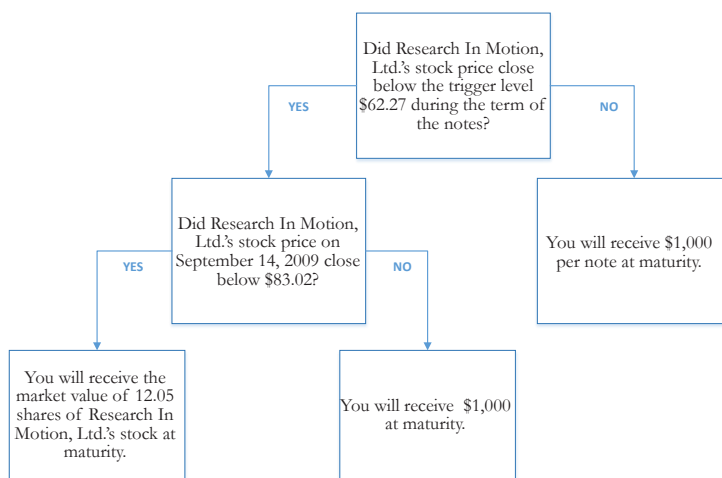 Did Research In Motion,
Ltd.'s stock price close
below the trigger level
$62.27 during the term of
the notes?
YES
NO
Did Research In Motion,
Ltd.'s stock price on
September 14, 2009 close
below $83.02?
You will receive $1,000
per note at maturity.
YES
NO
You will receive the
market value of 12.05
shares of Research In
Motion, Ltd.'s stock at
maturity.
You will receive $1,000
at maturity.